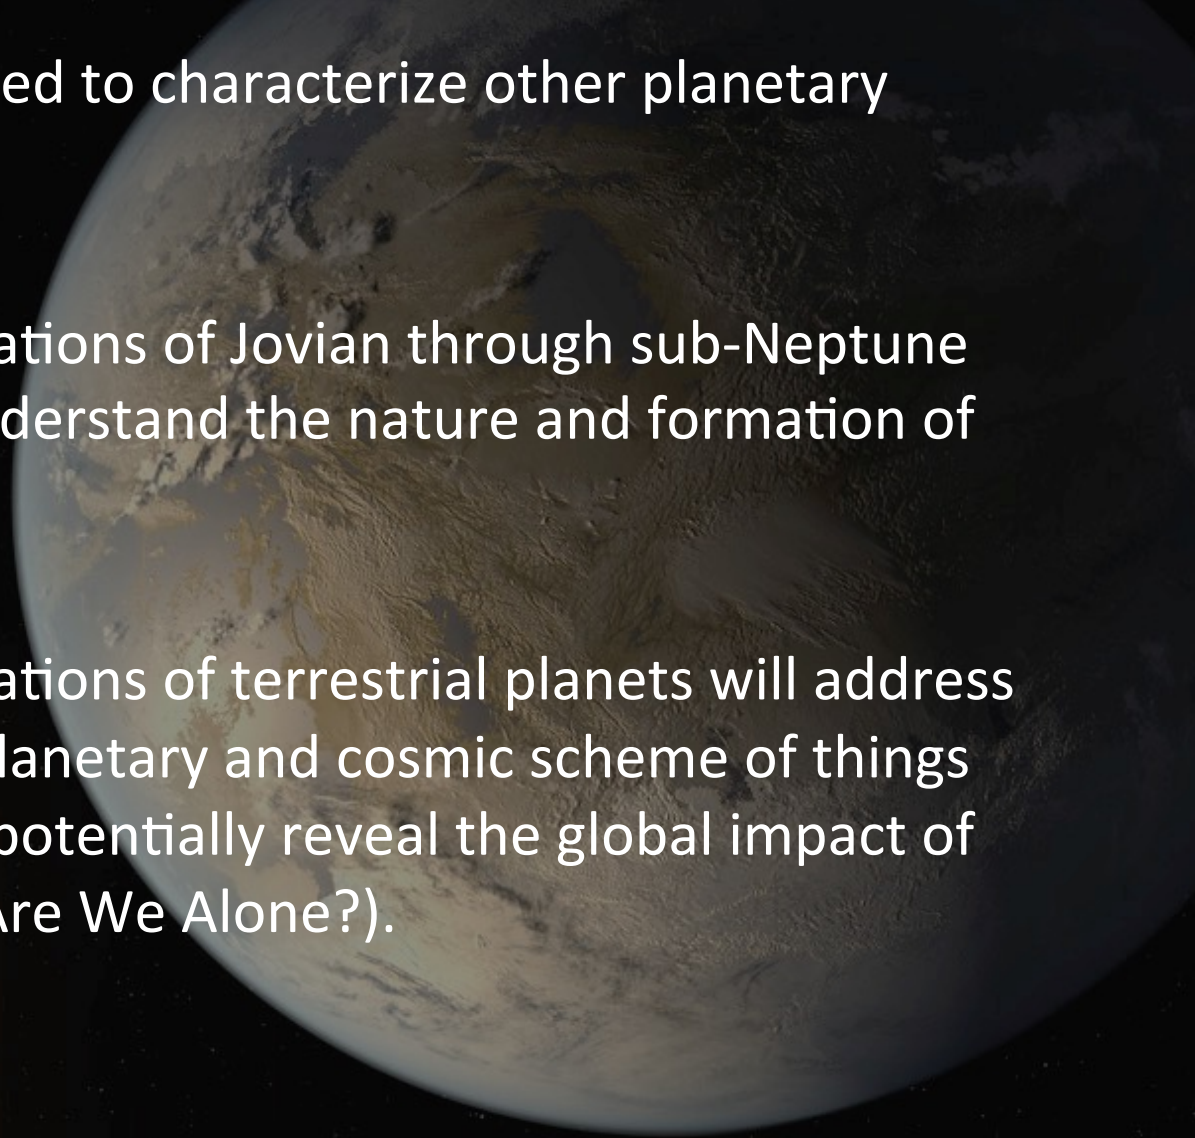 ed to characterize other planetary
ations of Jovian through sub-Neptune
derstand the nature and formation of
ations of terrestrial planets will address
lanetary and cosmic scheme of things
potentially reveal the global impact of
Are We Alone?).